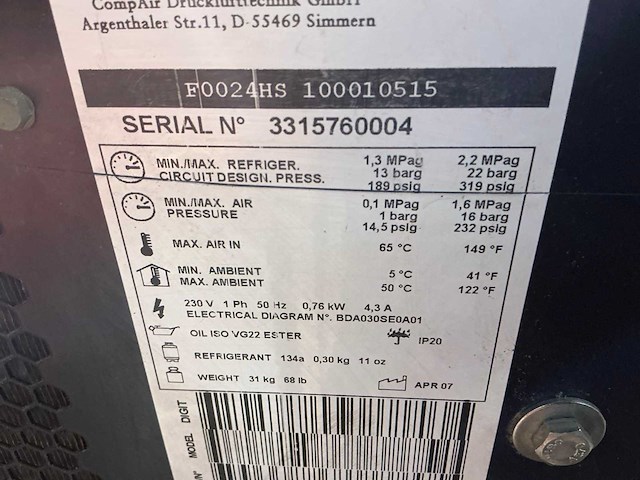 CompAir Drucklufttechnik GmbH
Argenthaler Str.11, D-55469 Simmern
F0024HS 100010515
SERIAL N° 3315760004
MIN./MAX. REFRIGER. 1,3 MPag 2,2 MPag
CIRCUIT DESIGN. PRESS. 13 barg 22 barg
189 psig 319 psig
MIN./MAX. AIR 0,1 MPag 1,6 MPag
PRESSURE 1 barg 16 barg
14,5 psig 232 psig
MAX. AIR IN 65 °C 149 °F
MIN. AMBIENT 5 °C 41 °F
MAX. AMBIENT 50 °C 122 °F
230 V 1 Ph 50 Hz 0,76 kW 4,3 A
ELECTRICAL DIAGRAM N°. BDA030SE0A01
OIL ISO VG22 ESTER IP20
REFRIGERANT 134a 0,30 kg 11 oz
WEIGHT 31 kg 68 lb APR 07
MODEL DIGIT
N°